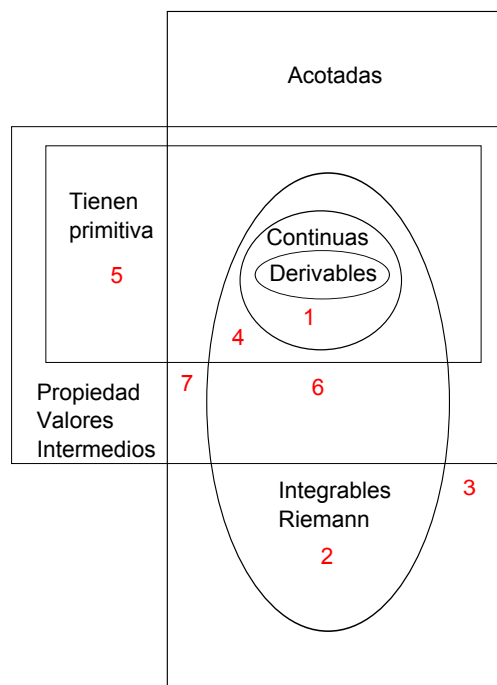 Acotadas
Tienen
primitiva
5
Continuas
Derivables
1
4
7
6
Propiedad
Valores
Intermedios
Integrables
Riemann
3
2